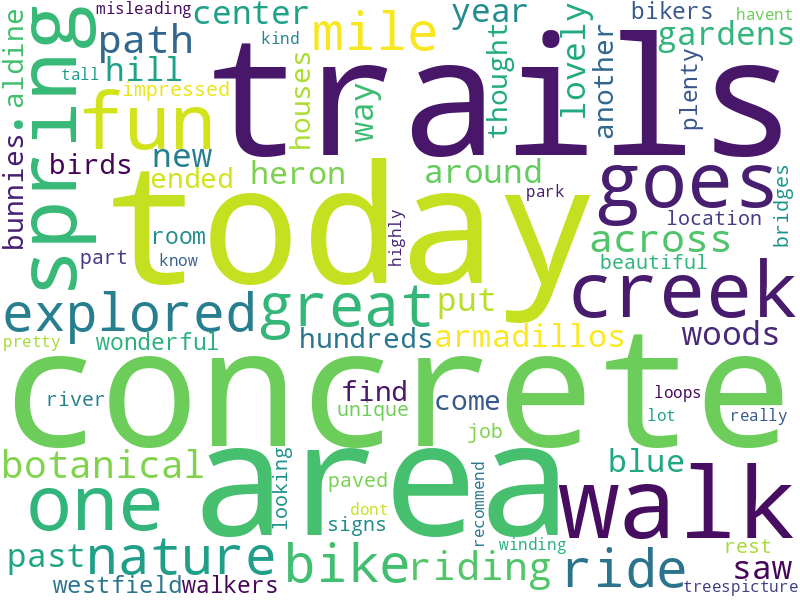 misleading center year bikers havent
aldine spring path kind mile thought lovely another gardens
tall hill trails
impressed houses way plenty
bunnies. fun
birds new heron around goes bridges
ended today park location
room highly across
part know beautiful
explored great put creek
pretty wonderful hundreds armadillos woods
concrete
river find come loops
unique lot really
botanical looking area job blue
one paved walk
dont recommend
signs winding rest
past nature bike riding ride saw
westfield walkers treespicture